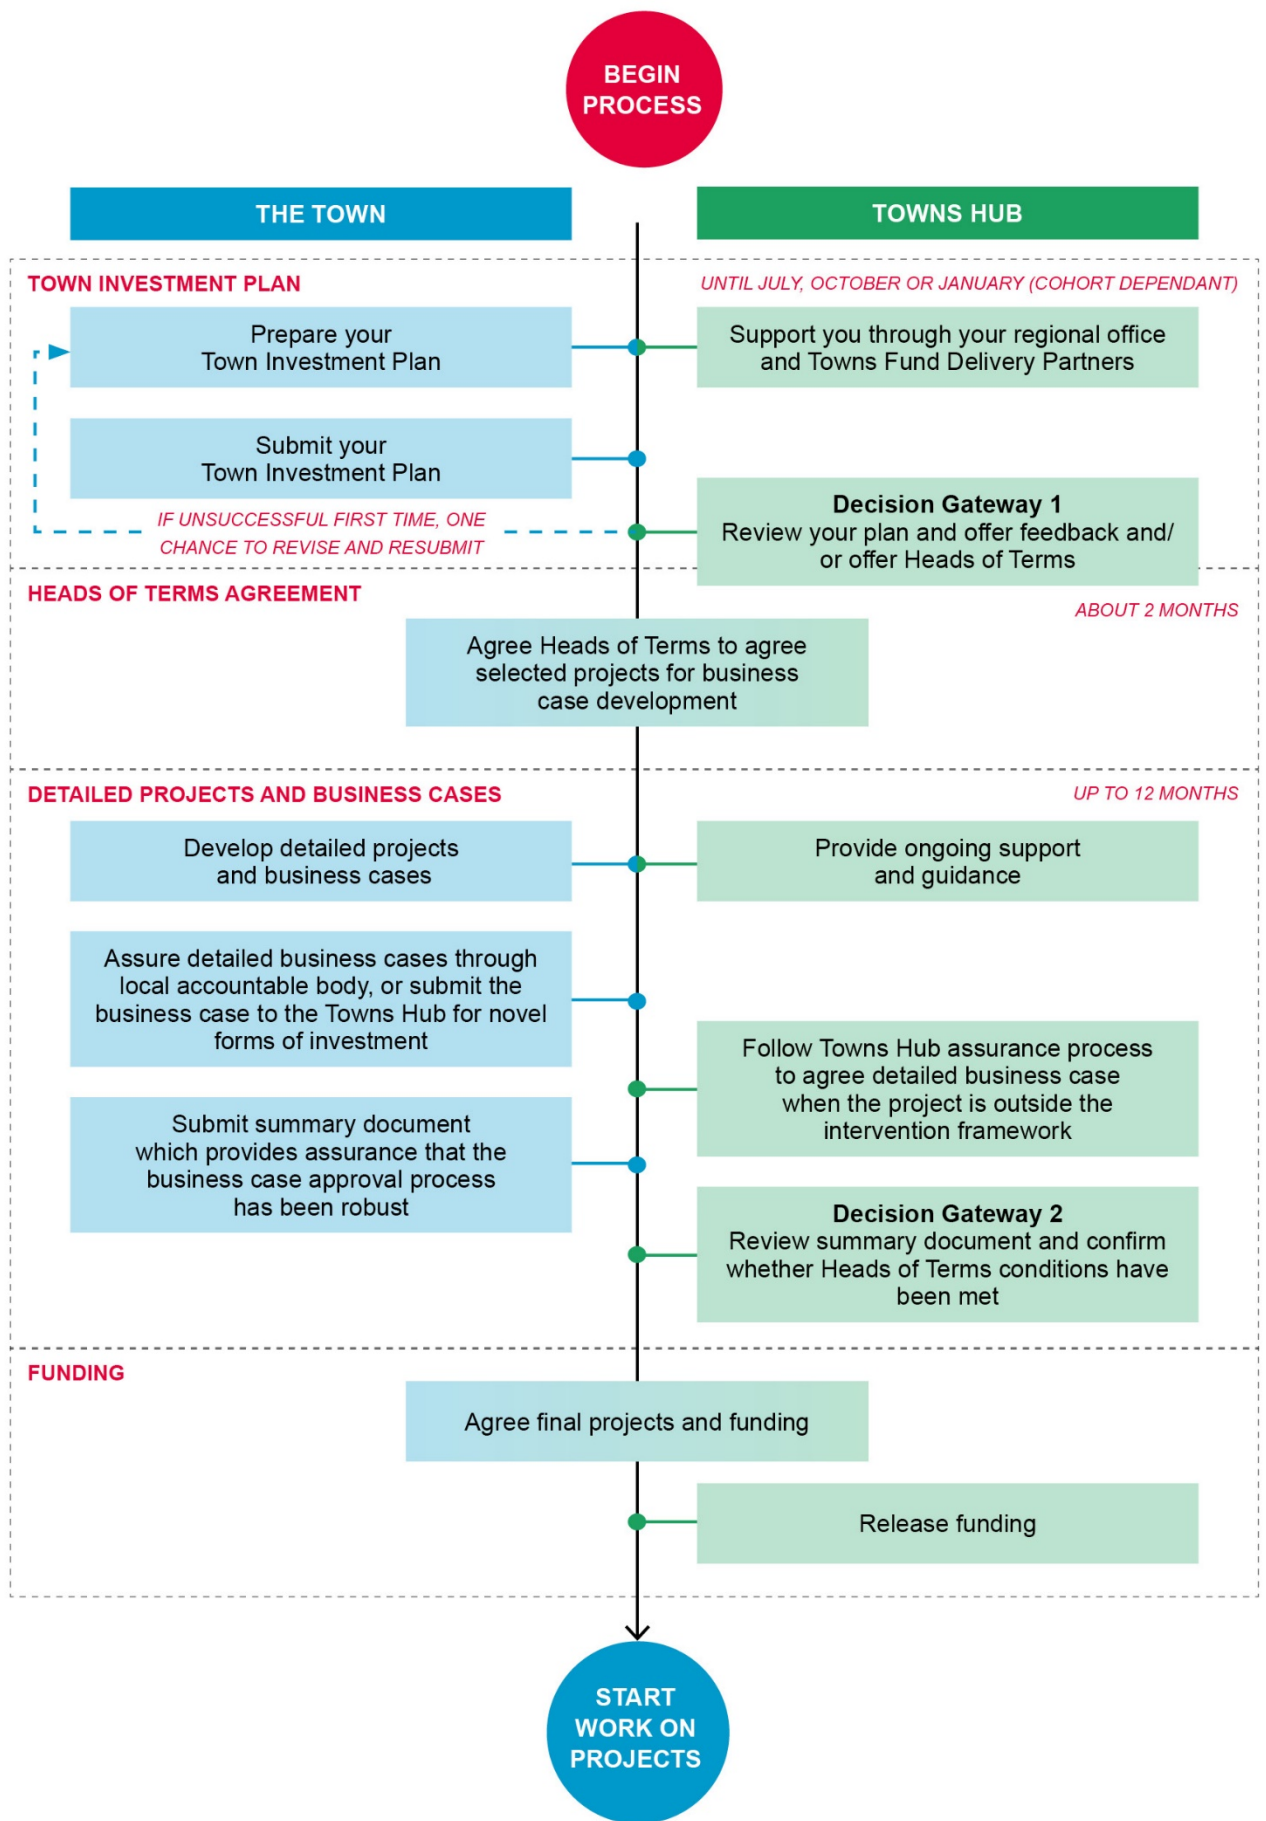 BEGIN
PROCESS
THE TOWN
TOWNS HUB
TOWN INVESTMENT PLAN
UNTIL JULY, OCTOBER OR JANUARY (COHORT DEPENDANT)
Prepare your
Town Investment Plan
Support you through your regional office
and Towns Fund Delivery Partners
Submit your
Town Investment Plan
IF UNSUCCESSFUL FIRST TIME, ONE
CHANCE TO REVISE AND RESUBMIT
Decision Gateway 1
Review your plan and offer feedback and/
or offer Heads of Terms
HEADS OF TERMS AGREEMENT
ABOUT 2 MONTHS
Agree Heads of Terms to agree
selected projects for business
case development
DETAILED PROJECTS AND BUSINESS CASES
UP TO 12 MONTHS
Develop detailed projects
and business cases
Provide ongoing support
and guidance
Assure detailed business cases through
local accountable body, or submit the
business case to the Towns Hub for novel
forms of investment
Follow Towns Hub assurance process
to agree detailed business case
when the project is outside the
intervention framework
Submit summary document
which provides assurance that the
business case approval process
has been robust
Decision Gateway 2
Review summary document and confirm
whether Heads of Terms conditions have
been met
FUNDING
Agree final projects and funding
Release funding
START
WORK ON
PROJECTS